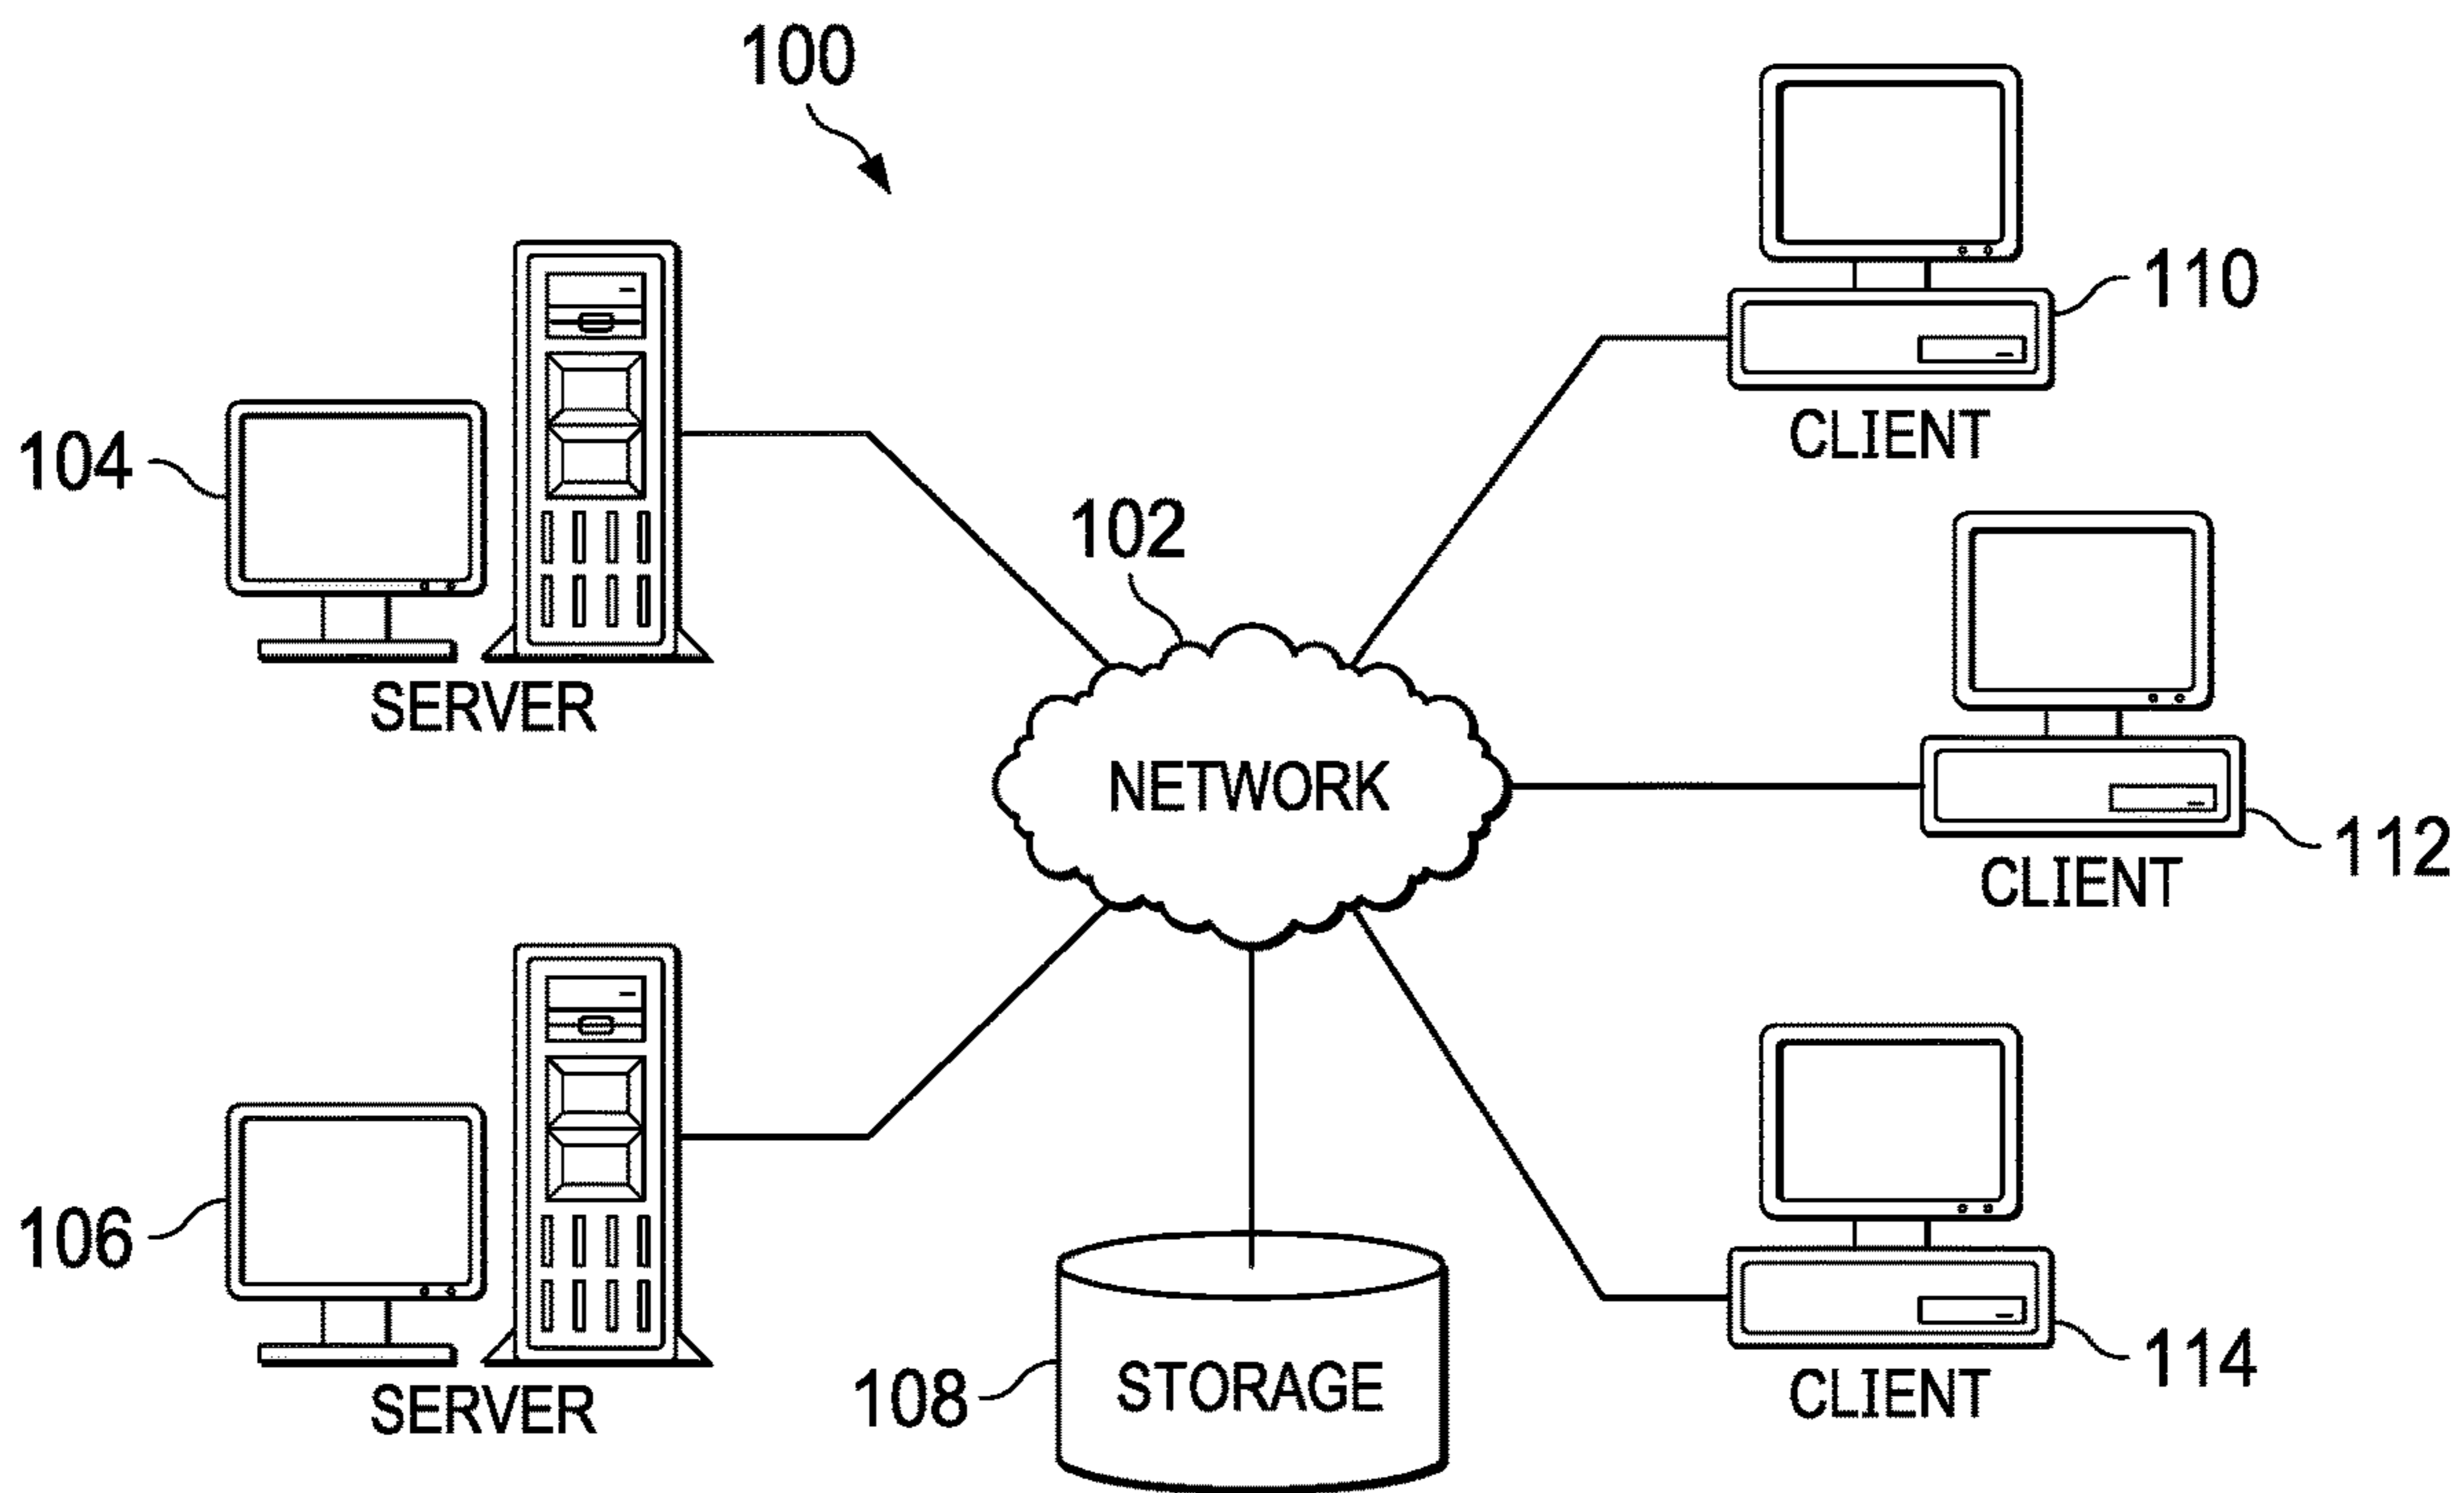 100
110
CLIENT
104
SERVER
102
NETWORK
112
CLIENT
106
SERVER
108
STORAGE
114
CLIENT